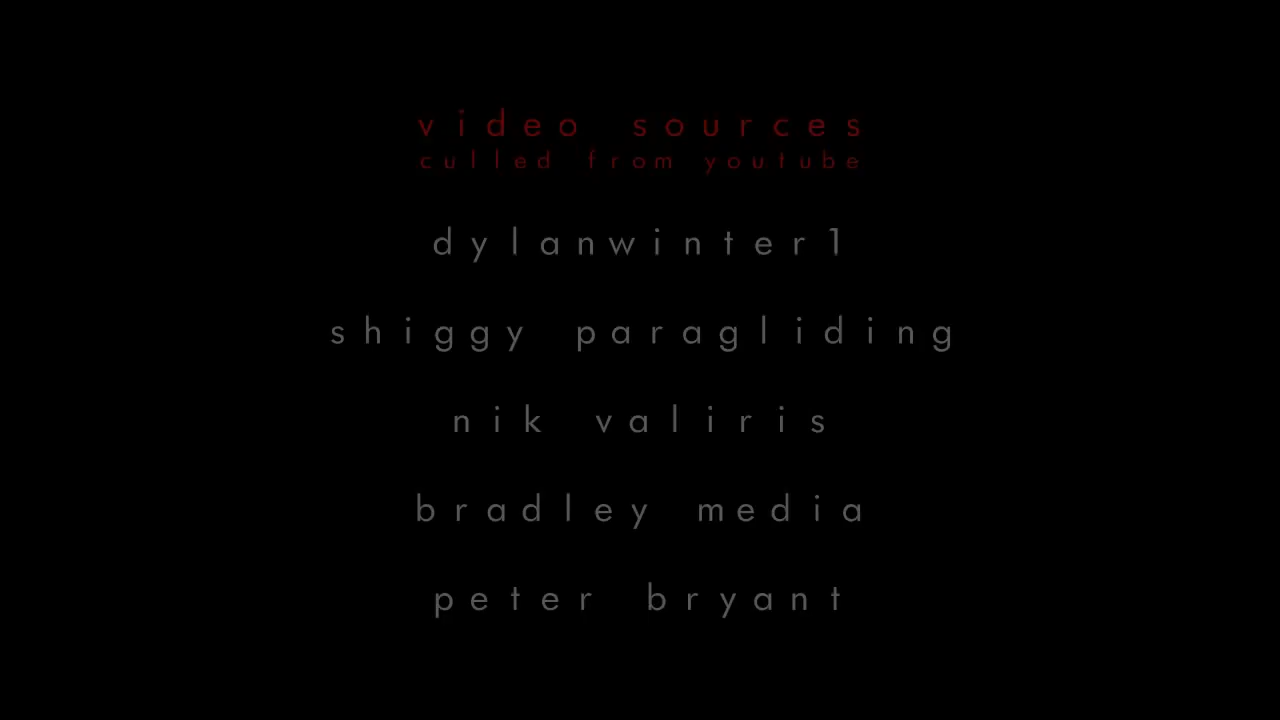 video sources
culled from youtube
dylanwinter1
shiggy paragliding
nik valiris
bradley media
peter bryant